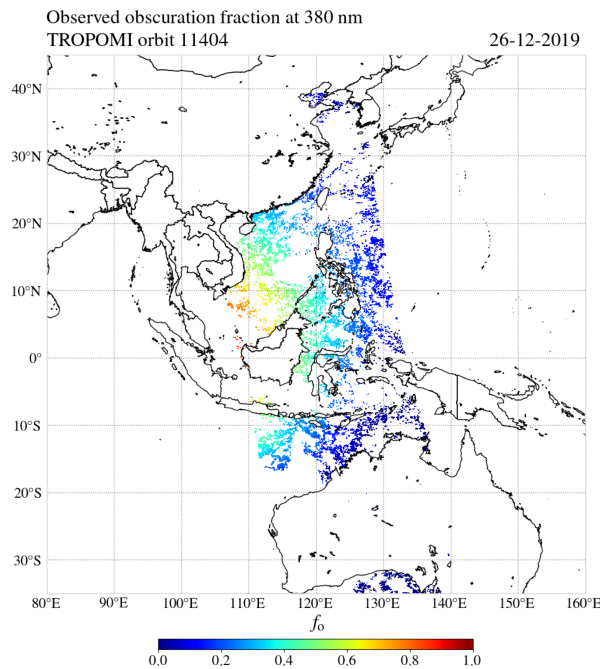 Observed obscuration fraction at 380 nm
TROPOMI orbit 11404 26-12-2019
40°N
30°N
20°N
10°N
0°
10°S
20°S
30°S
80°E 90°E 100°E 110°E 120°E 130°E 140°E 150°E 160°E
fₒ
0.0 0.2 0.4 0.6 0.8 1.0